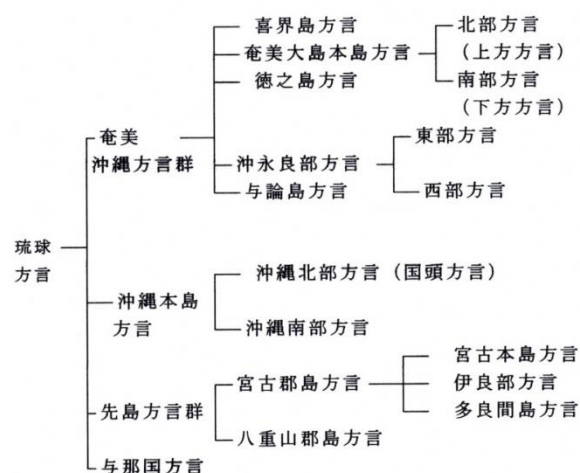 喜界島方言
奄美大島本島方言
北部方言
(上方方言)
南部方言
(下方方言)
徳之島方言
奄美
沖縄方言群
沖永良部方言
東部方言
西部方言
与論島方言
琉球
方言
沖縄本島
方言
沖縄北部方言 (国頭方言)
沖縄南部方言
先島方言群
宮古郡島方言
宮古本島方言
伊良部方言
多良間島方言
八重山郡島方言
与那国方言